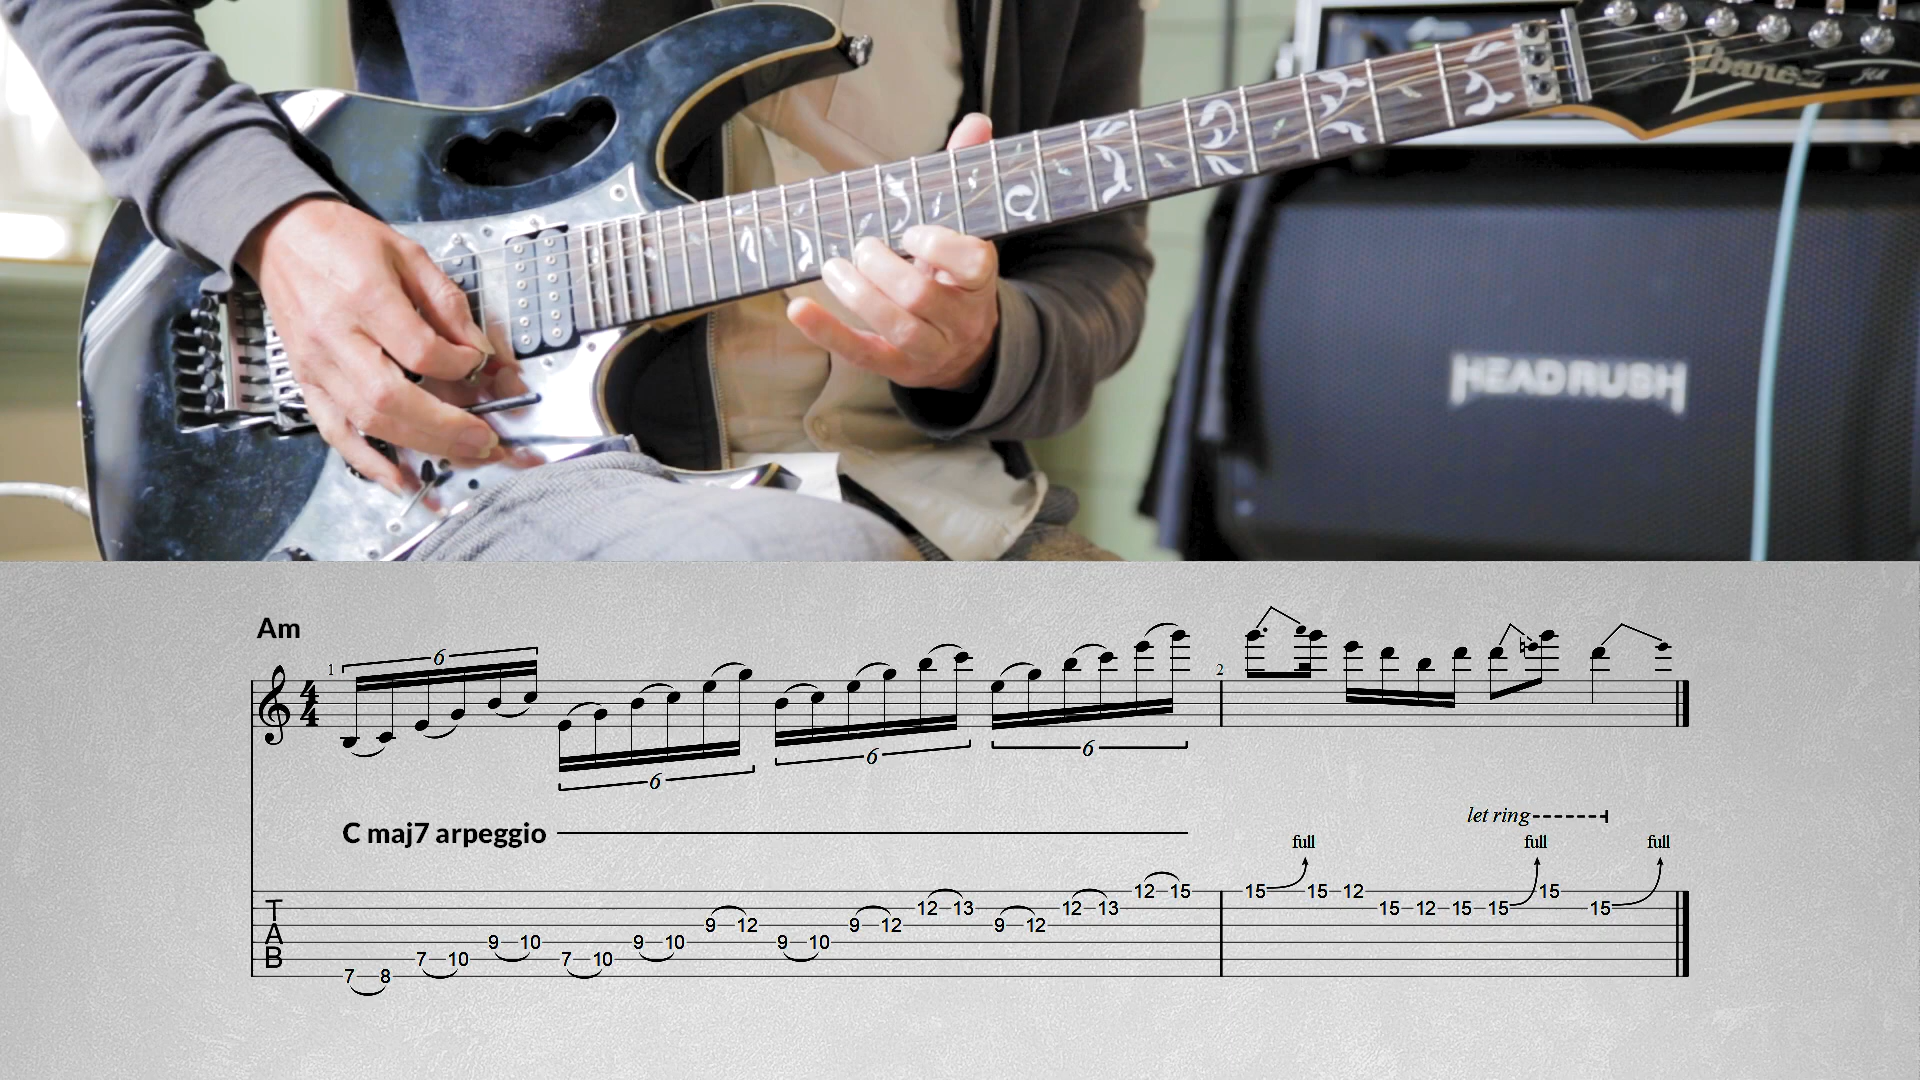 Ibanez
HEADRUSH
Am
1
6
2
4
4
6
6
6
let ring
C maj7 arpeggio
full
full
full
12 15 15 15 12 15
12 13 12 13 15 12 15 15 15
9 12 9 12 9 12
9 10 9 10 9 10
7 10 7 10
7 8
T
A
B